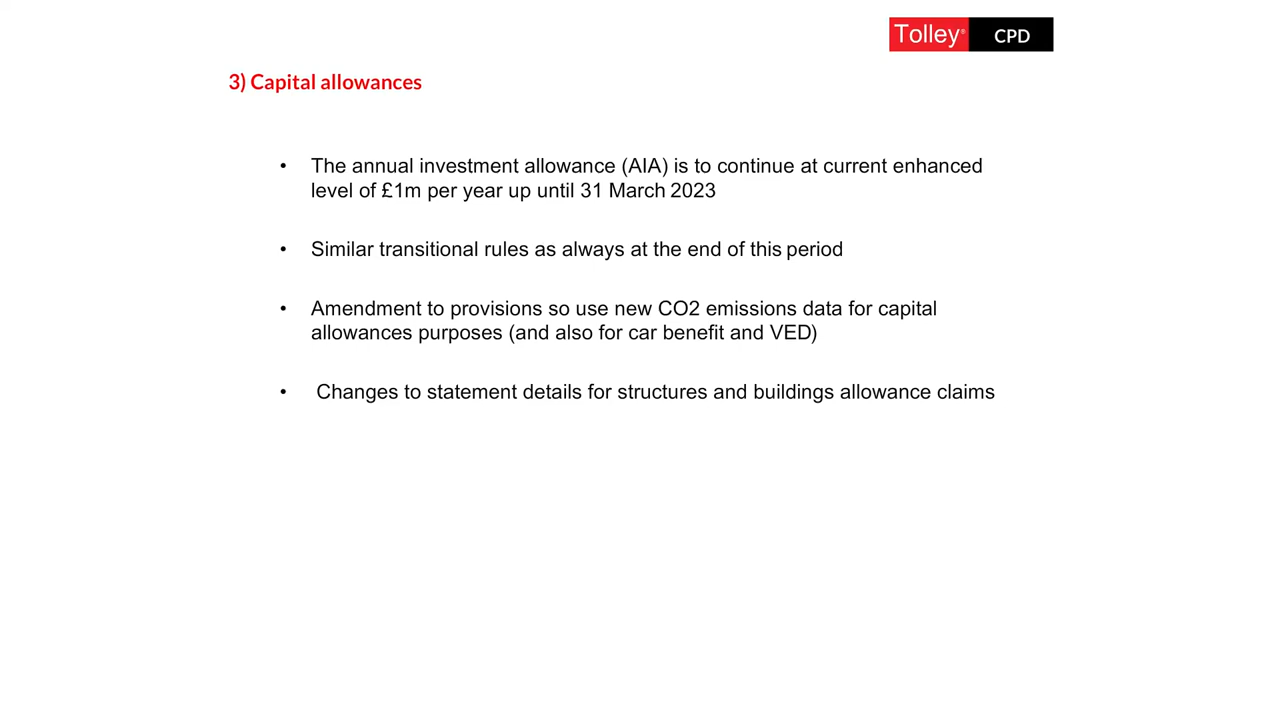 Tolley® CPD
3) Capital allowances
• The annual investment allowance (AIA) is to continue at current enhanced
level of £1m per year up until 31 March 2023
• Similar transitional rules as always at the end of this period
• Amendment to provisions so use new CO2 emissions data for capital
allowances purposes (and also for car benefit and VED)
• Changes to statement details for structures and buildings allowance claims